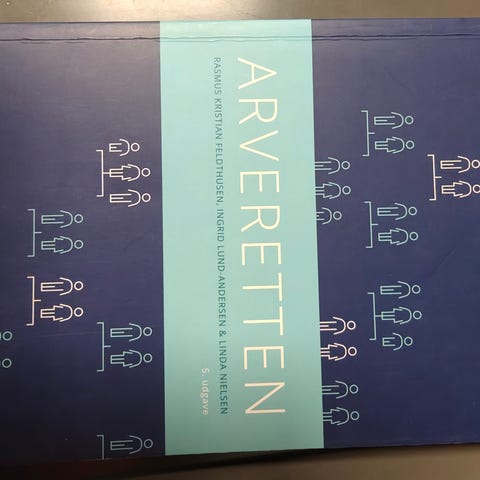 ARVERETTEN
RASMUS KRISTIAN FELDTHUSEN, INGRID LUND-ANDERSEN & LINDA NIELSEN
5. udgave